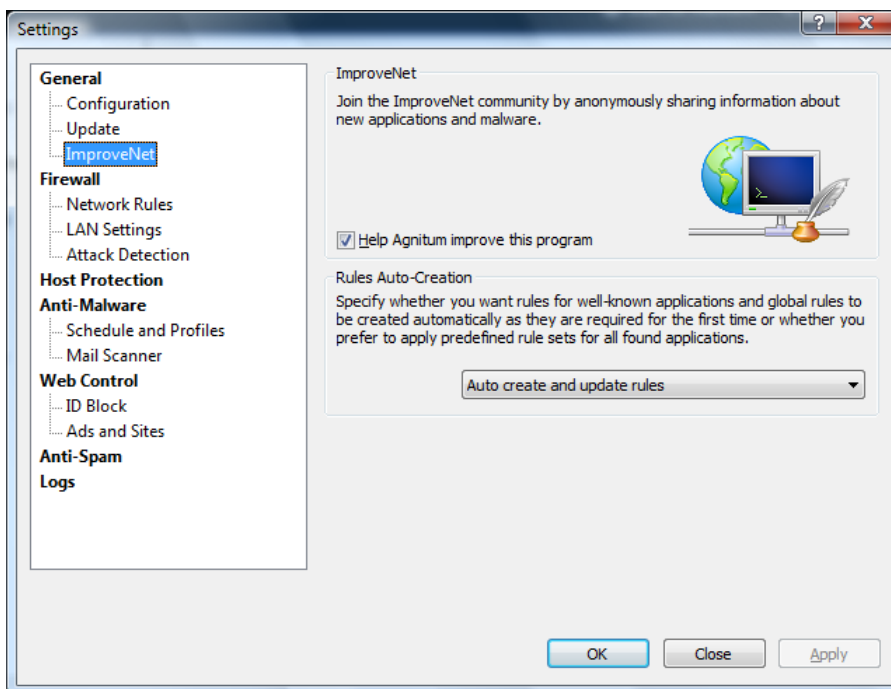 Settings
General
Configuration
Update
ImproveNet
Firewall
Network Rules
LAN Settings
Attack Detection
Host Protection
Anti-Malware
Schedule and Profiles
Mail Scanner
Web Control
ID Block
Ads and Sites
Anti-Spam
Logs
ImproveNet
Join the ImproveNet community by anonymously sharing information about
new applications and malware.
Help Agnitum improve this program
Rules Auto-Creation
Specify whether you want rules for well-known applications and global rules to
be created automatically as they are required for the first time or whether you
prefer to apply predefined rule sets for all found applications.
Auto create and update rules
OK
Close
Apply